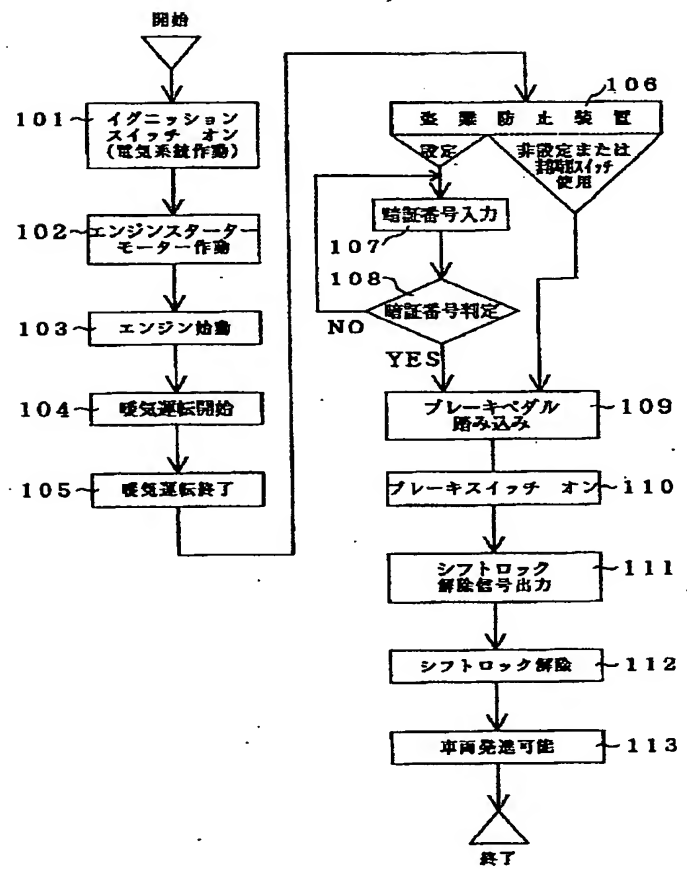 開始
101
イグニッション
スイッチ オン
(電気系統作動)
102
エンジンスターター
モーター作動
103
エンジン始動
104
暖気運転開始
105
暖気運転終了
106
盗難防止装置
設定
非設定または
スイッチ
使用
暗証番号入力
107
108
暗証番号判定
NO
YES
ブレーキペダル
踏み込み
109
ブレーキスイッチ オン
110
シフトロック
解除信号出力
111
シフトロック解除
112
車両発進可能
113
終了